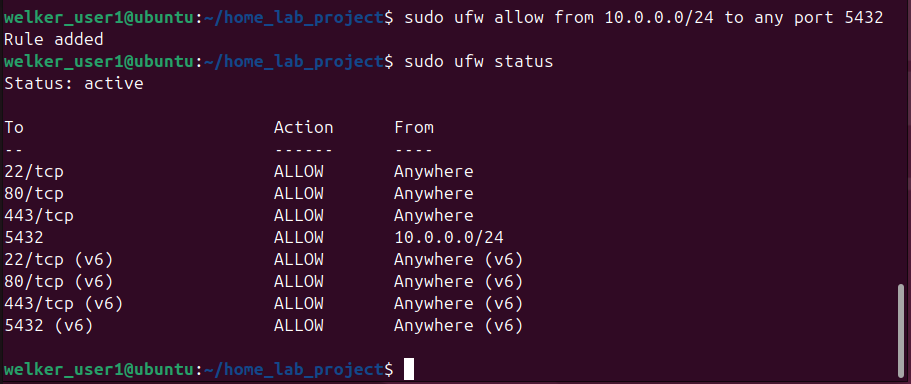 welker_user1@ubuntu:~/home_lab_project$ sudo ufw allow from 10.0.0.0/24 to any port 5432
Rule added
welker_user1@ubuntu:~/home_lab_project$ sudo ufw status
Status: active

To                         Action      From
--                         ------      ----
22/tcp                     ALLOW       Anywhere
80/tcp                     ALLOW       Anywhere
443/tcp                    ALLOW       Anywhere
5432                       ALLOW       10.0.0.0/24
22/tcp (v6)                ALLOW       Anywhere (v6)
80/tcp (v6)                ALLOW       Anywhere (v6)
443/tcp (v6)               ALLOW       Anywhere (v6)
5432 (v6)                  ALLOW       Anywhere (v6)

welker_user1@ubuntu:~/home_lab_project$